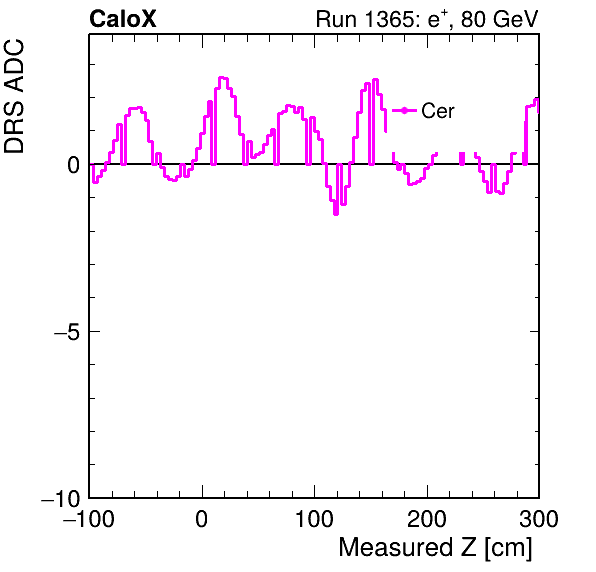 CaloX Run 1365: e⁺, 80 GeV
DRS ADC
Cer
0
−5
−10
−100 0 100 200 300
Measured Z [cm]